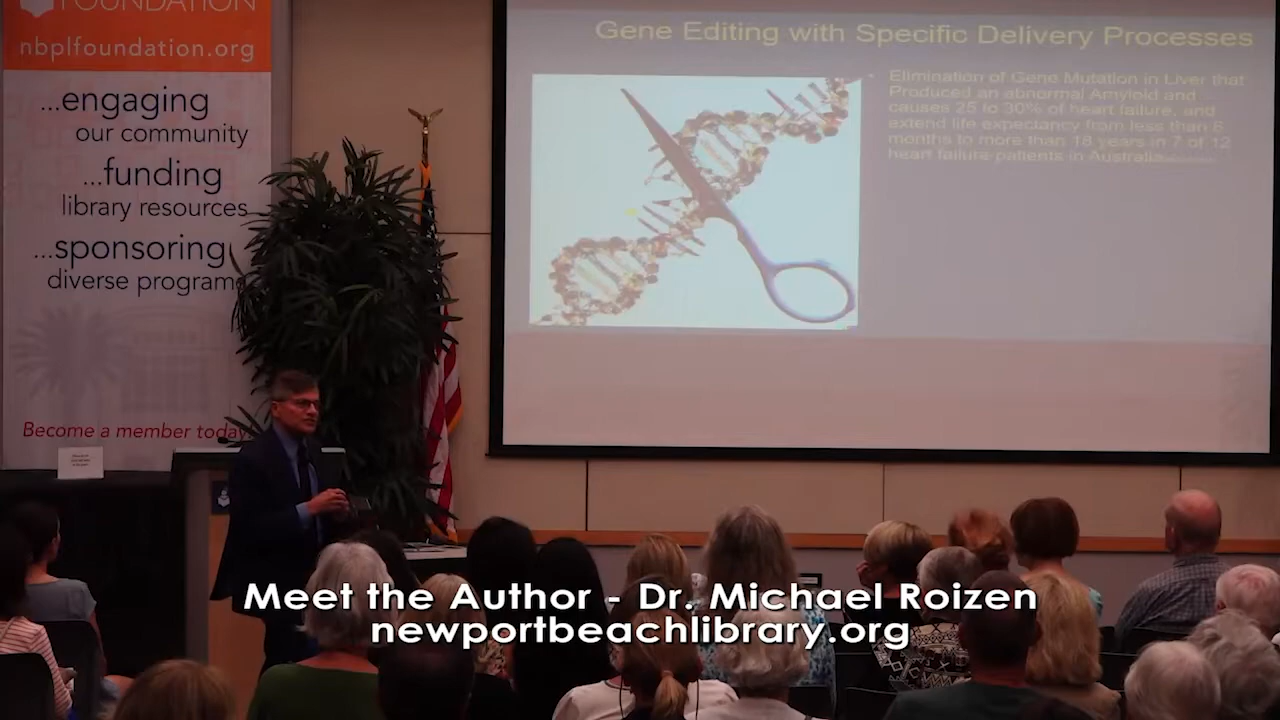 FOUNDATION
nbplfoundation.org
...engaging
our community
...funding
library resources
...sponsoring
diverse program
Become a member today
Gene Editing with Specific Delivery Processes
Elimination of Gene Mutation in Liver that
Produced an abnormal Amyloid and
causes 25 to 30% of heart failure, and
extend life expectancy from less than 6
months to more than 18 years in 7 of 12
heart failure patients in Australia
Meet the Author - Dr. Michael Roizen
newportbeachlibrary.org